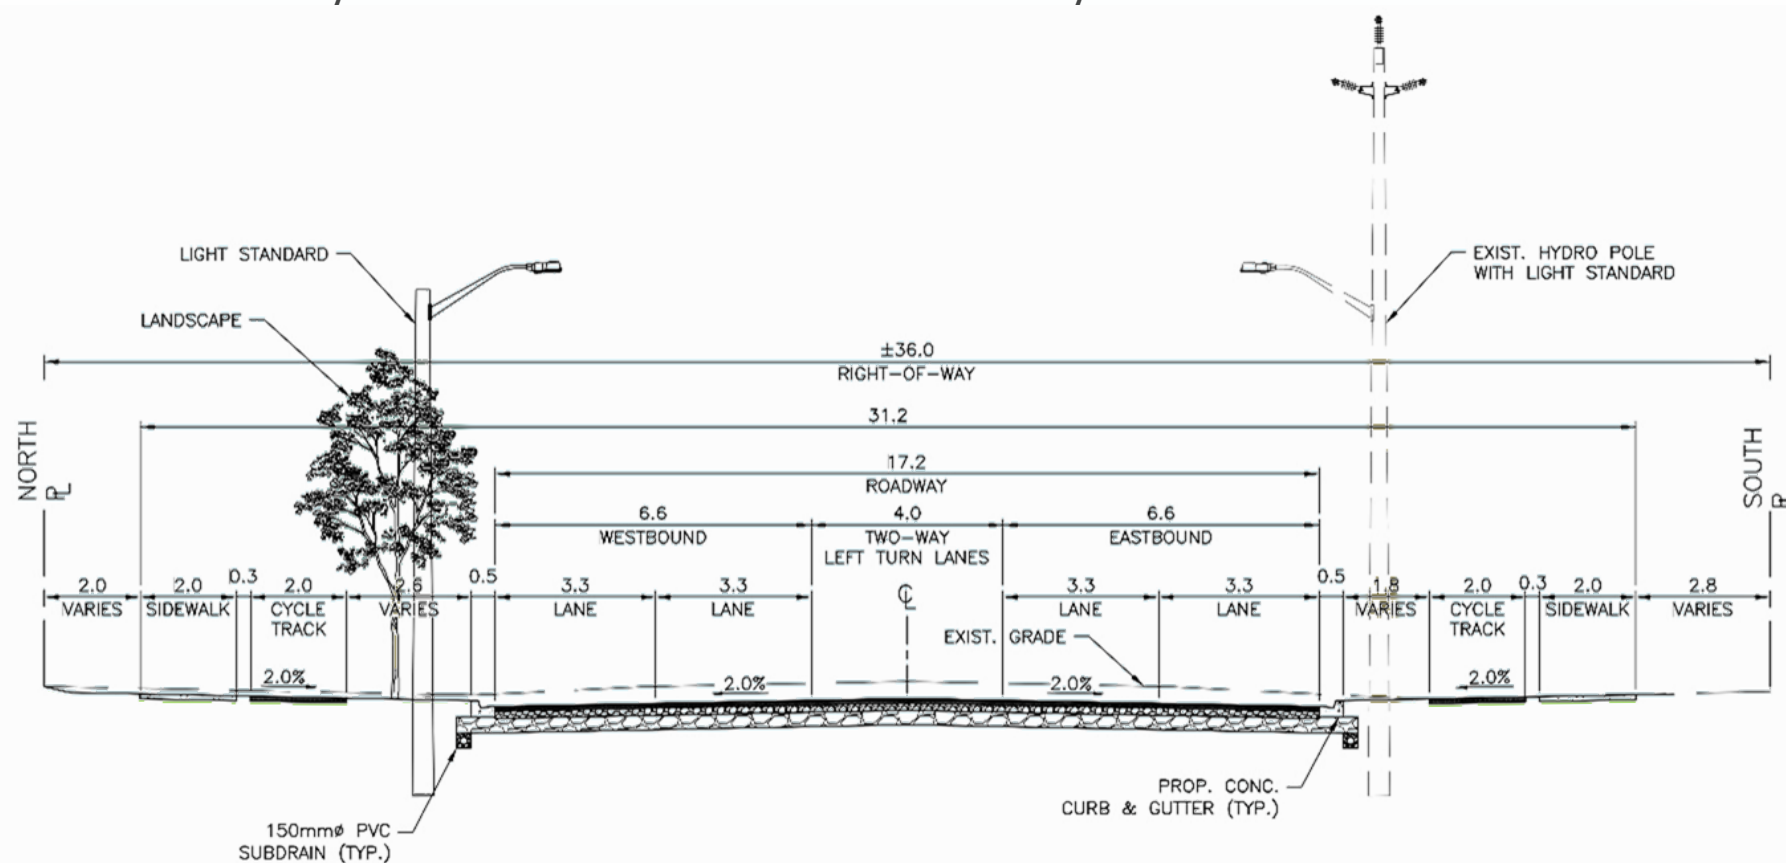 LIGHT STANDARD
EXIST. HYDRO POLE
WITH LIGHT STANDARD
LANDSCAPE
±36.0
RIGHT-OF-WAY
31.2
NORTH
PL
SOUTH
PL
17.2
ROADWAY
6.6
WESTBOUND
4.0
TWO-WAY
LEFT TURN LANES
6.6
EASTBOUND
2.0
VARIES
2.0
SIDEWALK
0.3
2.0
CYCLE
TRACK
2.6
VARIES
0.5
3.3
LANE
3.3
LANE
CL
3.3
LANE
3.3
LANE
0.5
1.8
VARIES
2.0
CYCLE
TRACK
0.3
2.0
SIDEWALK
2.8
VARIES
EXIST. GRADE
2.0%
2.0%
2.0%
2.0%
PROP. CONC.
CURB & GUTTER (TYP.)
150mmø PVC
SUBDRAIN (TYP.)